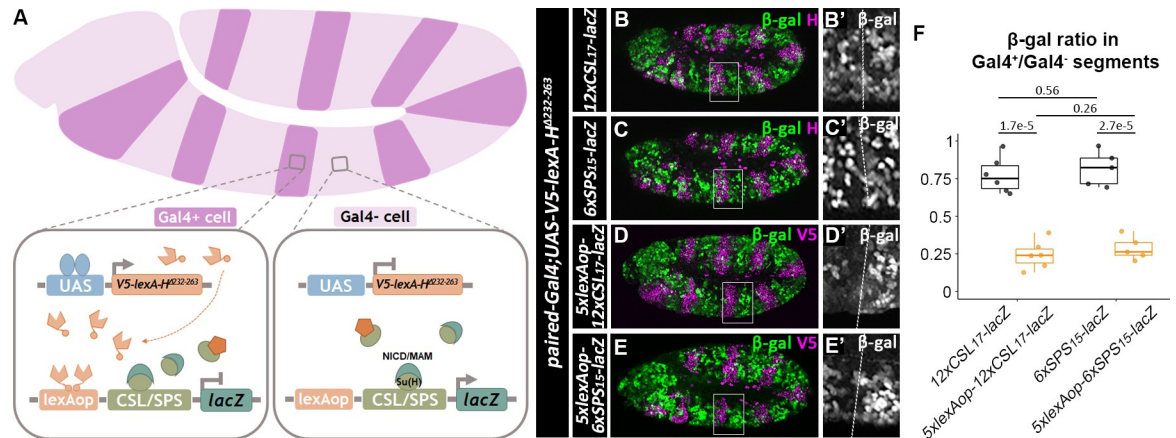 A
Gal4+ cell
Gal4- cell
UAS
V5-lexA-H^Δ232-263
lexAop
CSL/SPS
lacZ
UAS
V5-lexA-H^Δ232-263
NICD/MAM
Su(H)
lexAop
CSL/SPS
lacZ
paired-Gal4;UAS-V5-lexA-H^Δ232-263
12xCSL17-lacZ
B
β-gal H
B'
β-gal
6xSPS15-lacZ
C
β-gal H
C'
β-gal
5xlexAop-
12xCSL17-lacZ
D
β-gal V5
D'
β-gal
5xlexAop-
6xSPS15-lacZ
E
β-gal V5
E'
β-gal
F
β-gal ratio in
Gal4⁺/Gal4⁻ segments
0.56
0.26
1.7e-5
2.7e-5
1
0.75
0.5
0.25
0
12xCSL17-lacZ
5xlexAop-12xCSL17-lacZ
6xSPS15-lacZ
5xlexAop-6xSPS15-lacZ